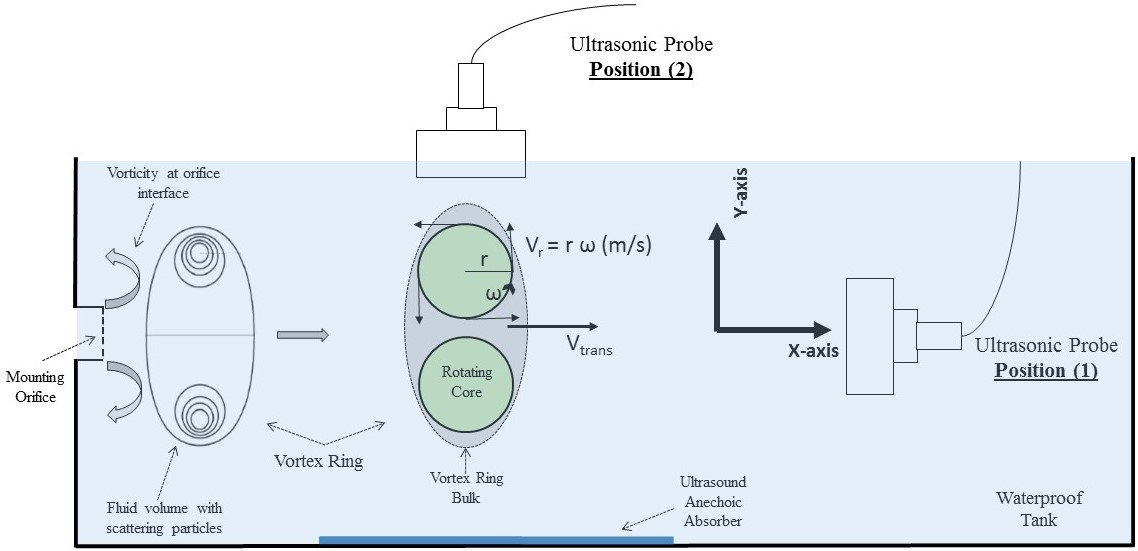 Ultrasonic Probe
Position (2)
Vorticity at orifice
interface
Y-axis
r
Vr = r ω (m/s)
ω
Vtrans
X-axis
Ultrasonic Probe
Position (1)
Mounting
Orifice
Rotating
Core
Vortex Ring
Vortex Ring
Bulk
Ultrasound
Anechoic
Absorber
Fluid volume with
scattering particles
Waterproof
Tank